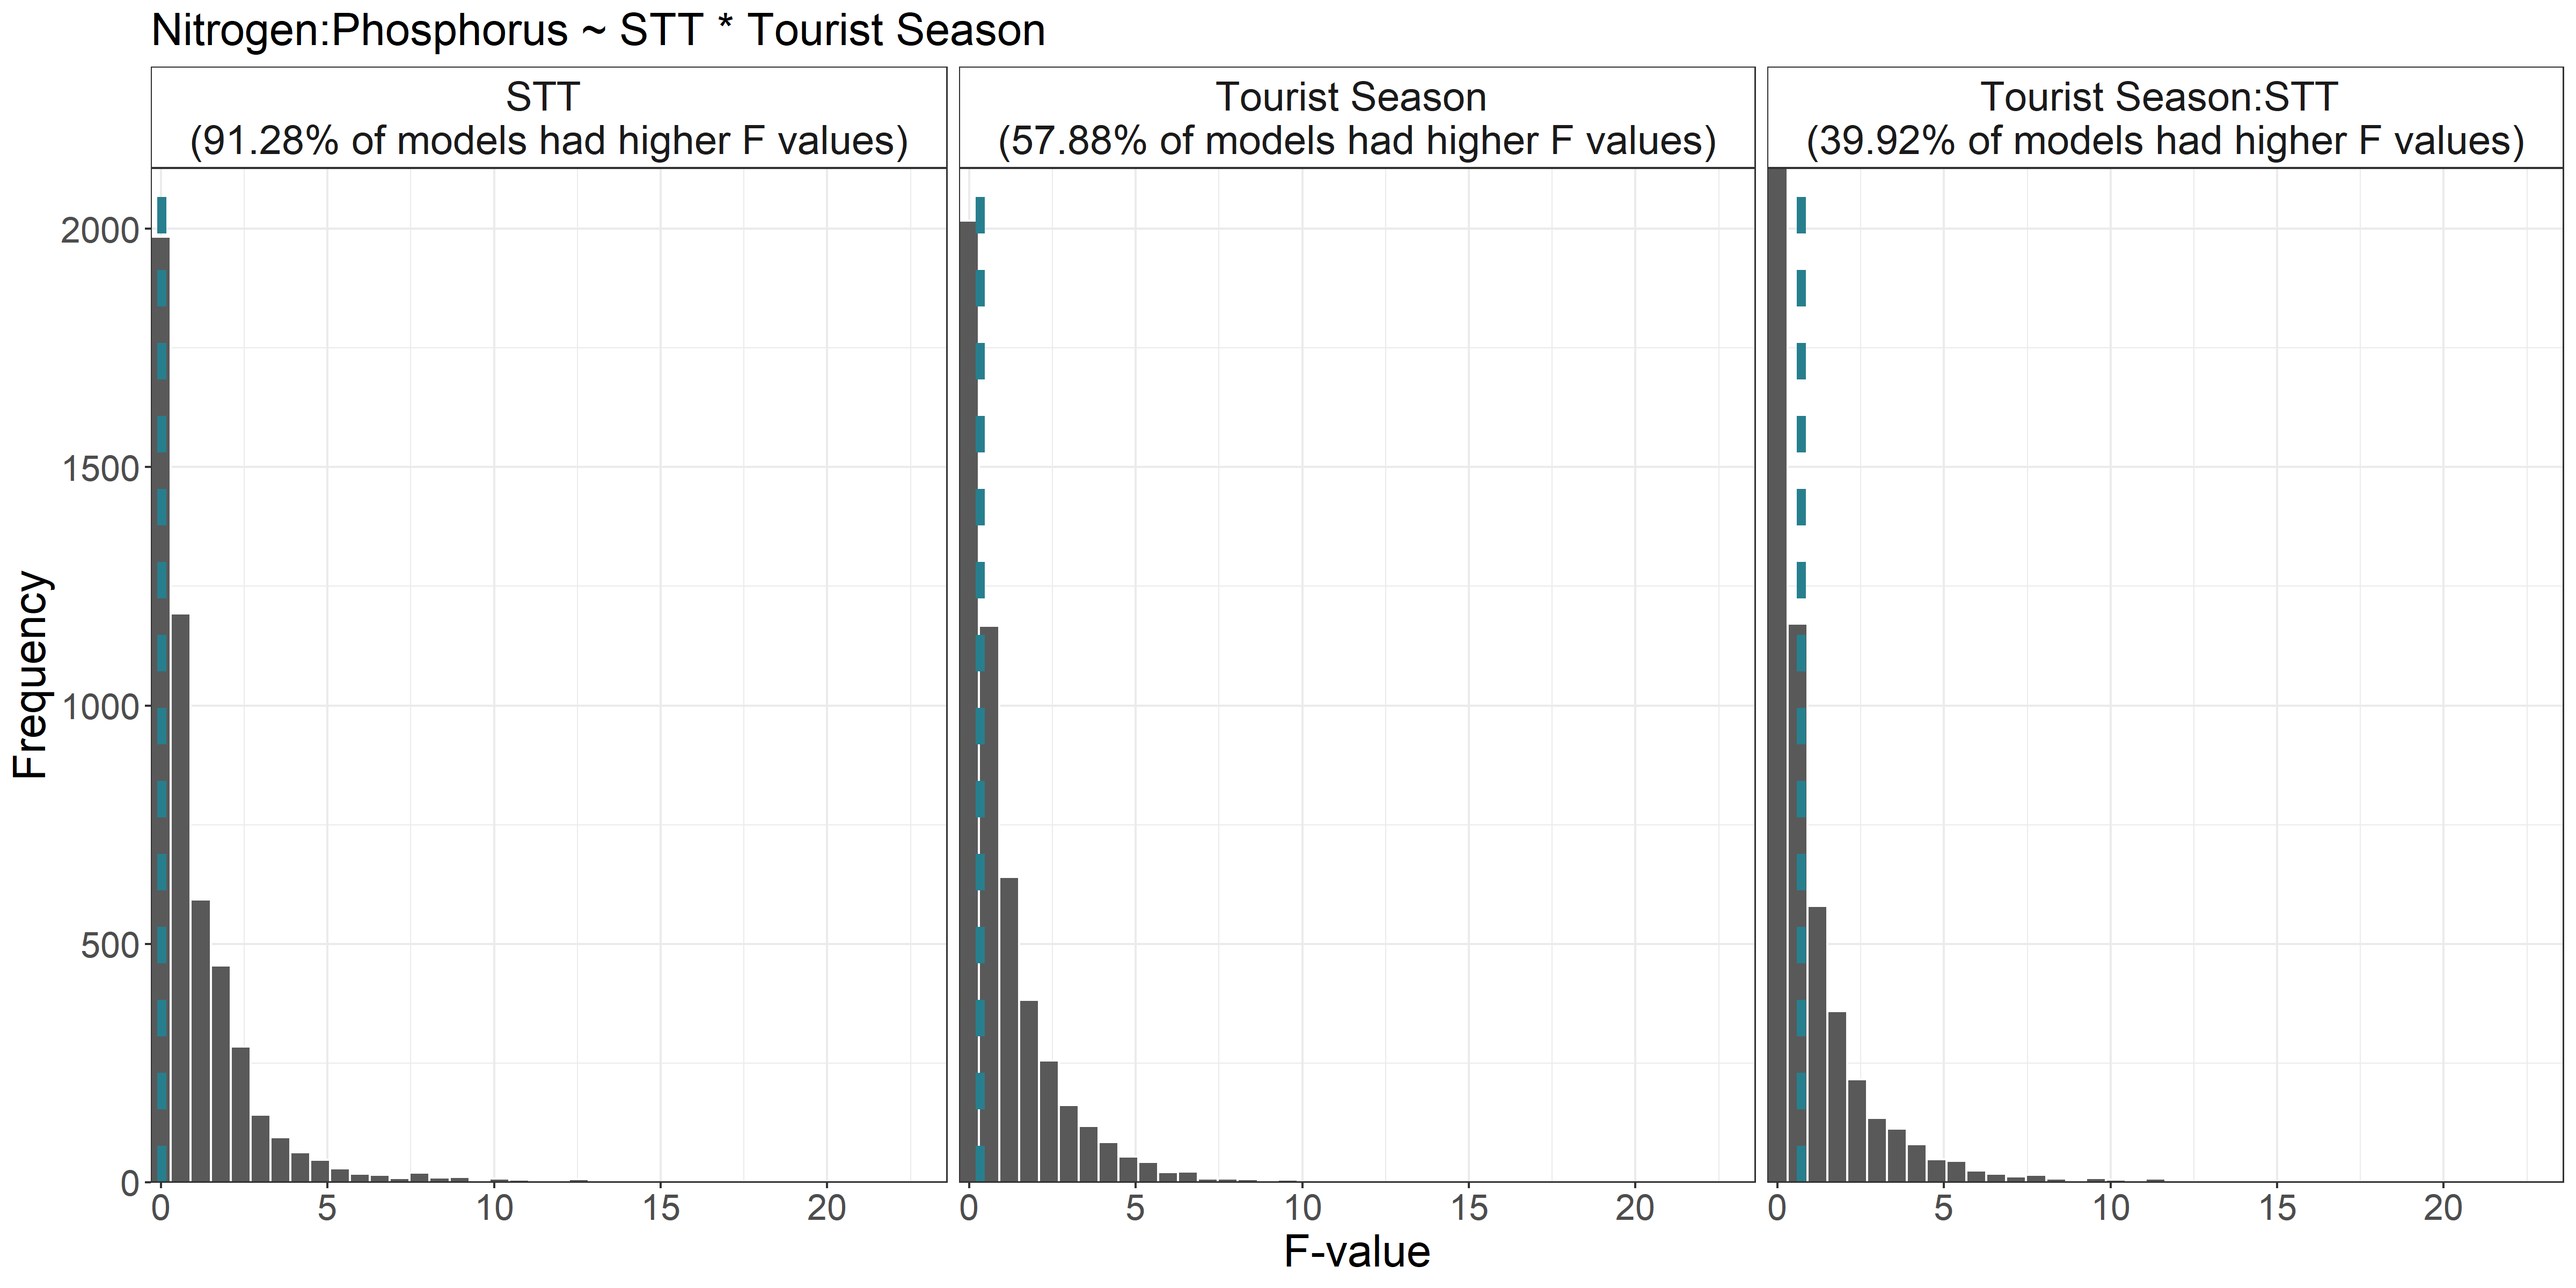 Nitrogen:Phosphorus ~ STT * Tourist Season
STT
(91.28% of models had higher F values)
Tourist Season
(57.88% of models had higher F values)
Tourist Season:STT
(39.92% of models had higher F values)
Frequency
2000
1500
1000
500
0
0 5 10 15 20
0 5 10 15 20
0 5 10 15 20
F-value